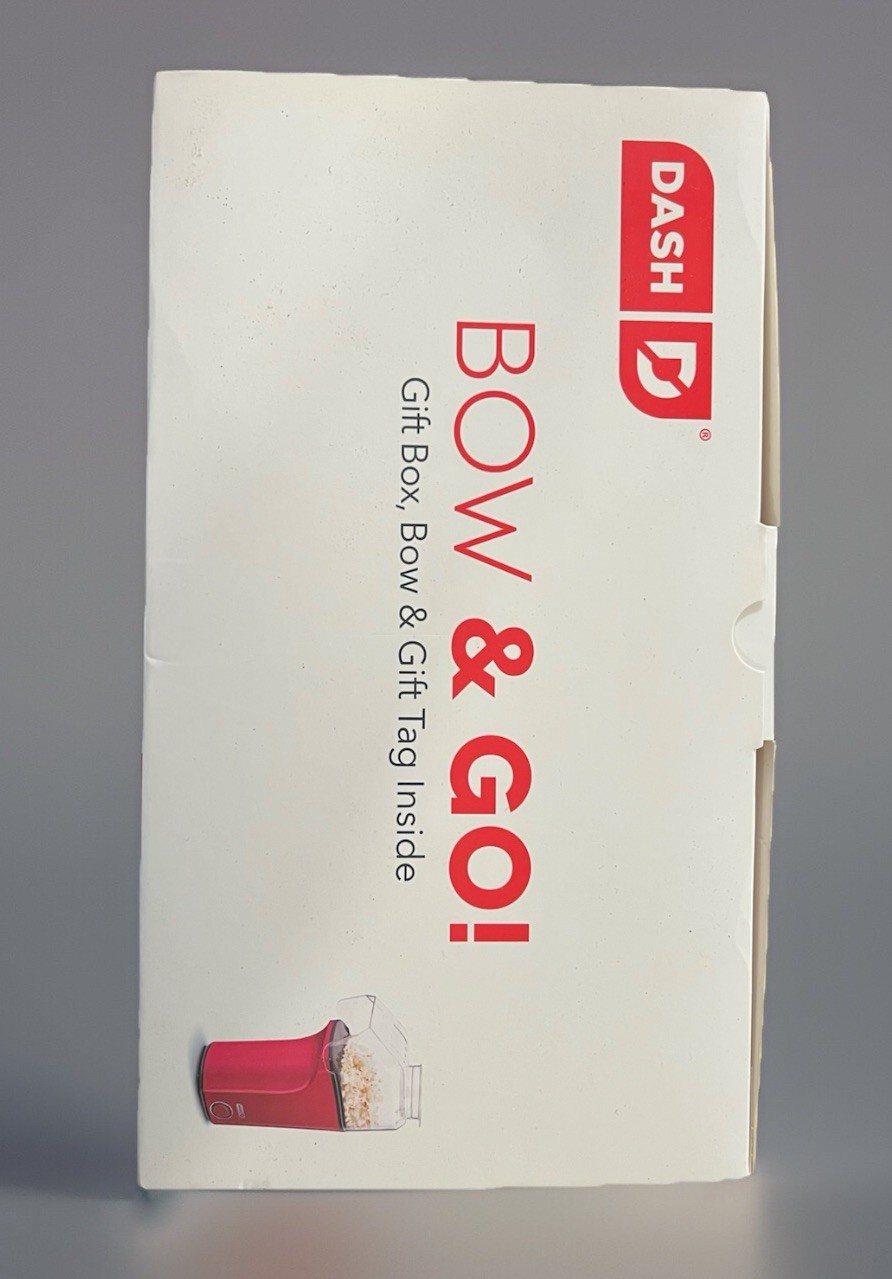 DASH
BOW & GO!
Gift Box, Bow & Gift Tag Inside